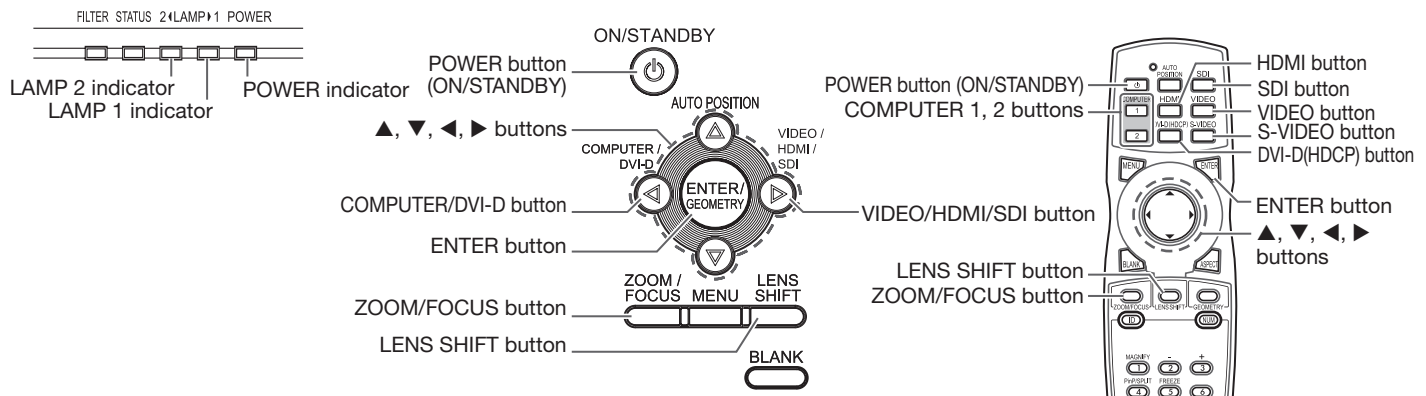 FILTER STATUS 2◀LAMP▶1 POWER
LAMP 2 indicator
LAMP 1 indicator
POWER indicator
ON/STANDBY
POWER button
(ON/STANDBY)
AUTO POSITION
▲, ▼, ◀, ▶ buttons
COMPUTER /
DVI-D
VIDEO /
HDMI /
SDI
ENTER/
GEOMETRY
COMPUTER/DVI-D button
VIDEO/HDMI/SDI button
ENTER button
ZOOM /
FOCUS
MENU
LENS
SHIFT
ZOOM/FOCUS button
LENS SHIFT button
BLANK
POWER button (ON/STANDBY)
COMPUTER 1, 2 buttons
HDMI button
SDI button
VIDEO button
S-VIDEO button
DVI-D(HDCP) button
ENTER button
▲, ▼, ◀, ▶
buttons
LENS SHIFT button
ZOOM/FOCUS button
AUTO
POSITION
SDI
COMPUTER
HDMI
VIDEO
1
VI-D(HDCP)
S-VIDEO
2
MENU
ENTER
BLANK
ASPECT
ZOOM/FOCUS
LENS SHIFT
GEOMETRY
ID
NUM
MAGNIFY
-
+
1
2
3
PinP/SPLIT
FREEZE
4
5
6